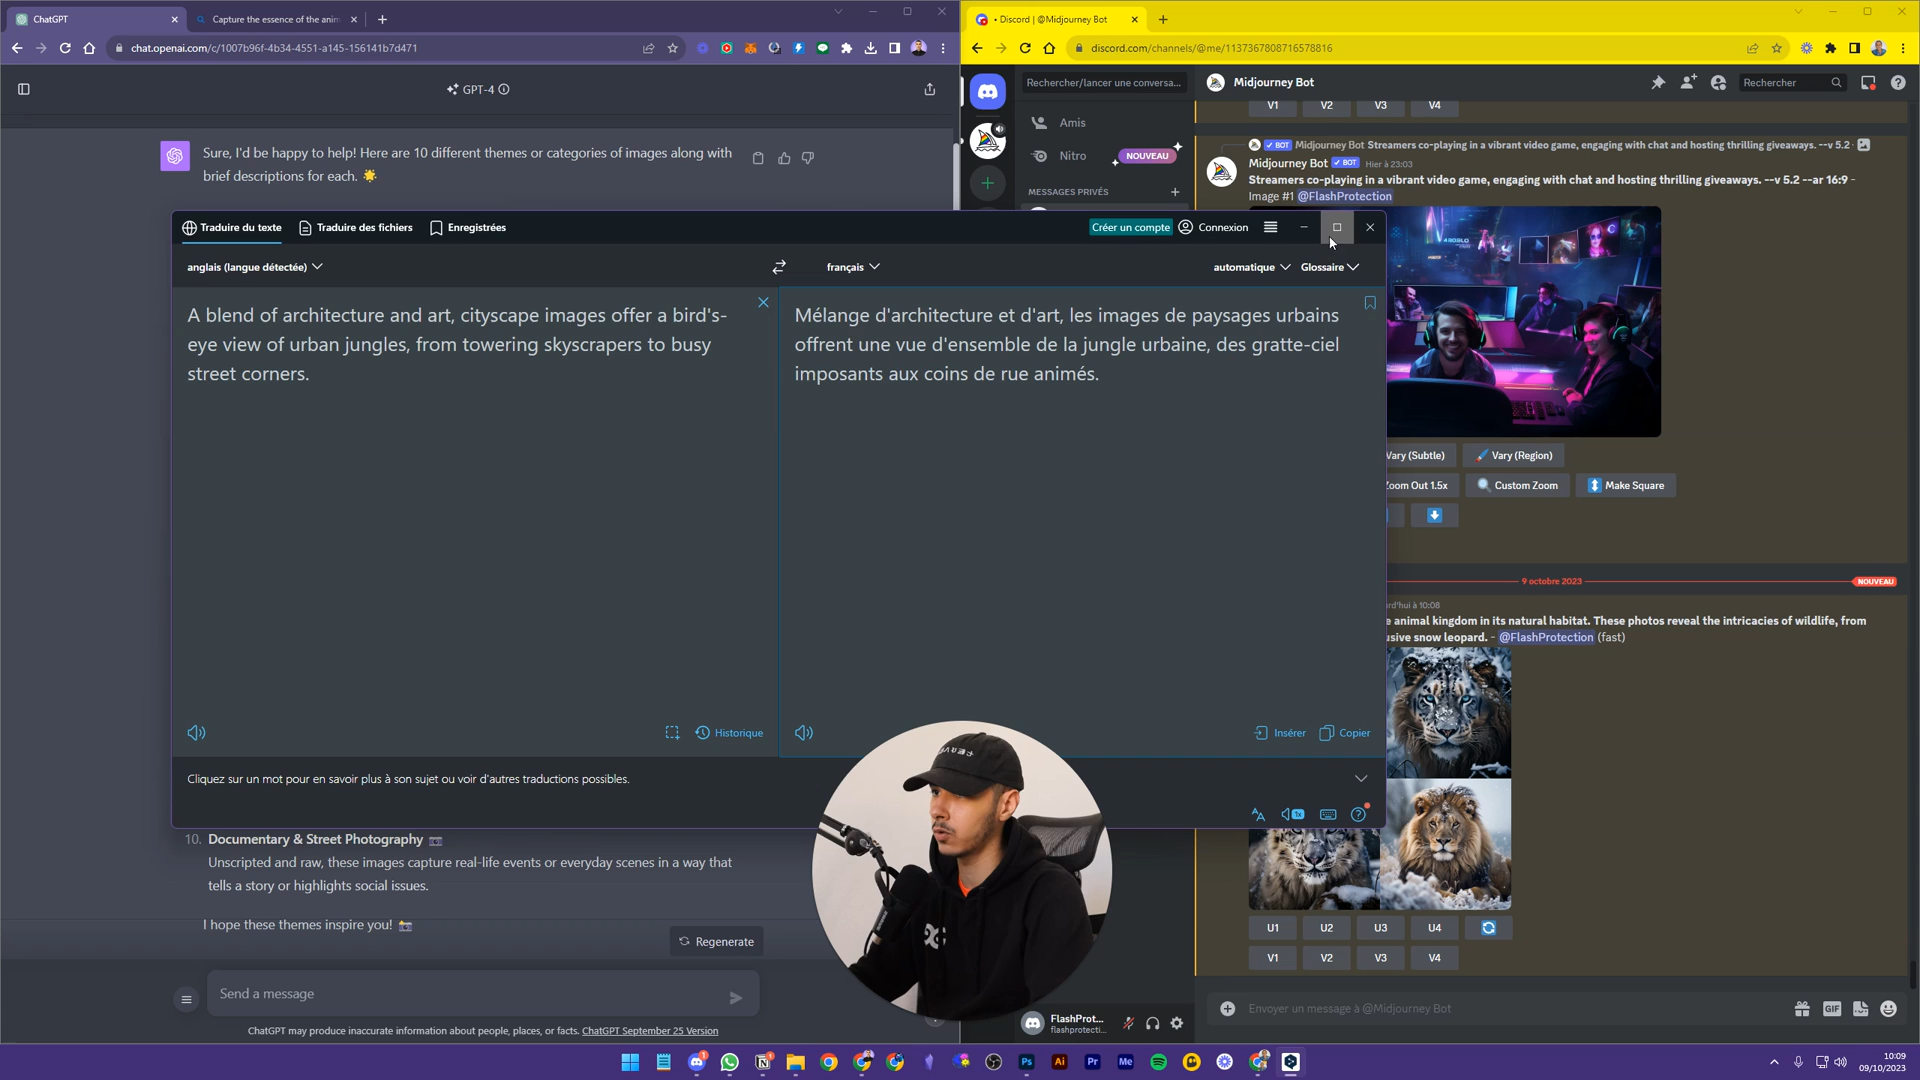 ChatGPT
Capture the essence of the anim
chat.openai.com/c/1007b96f-4b34-4551-a145-156141b7d471
GPT-4
Sure, I'd be happy to help! Here are 10 different themes or categories of images along with
brief descriptions for each.
Traduire du texte
Traduire des fichiers
Enregistrées
Créer un compte
Connexion
anglais (langue détectée)
français
automatique
Glossaire
A blend of architecture and art, cityscape images offer a bird's-
eye view of urban jungles, from towering skyscrapers to busy
street corners.
Mélange d'architecture et d'art, les images de paysages urbains
offrent une vue d'ensemble de la jungle urbaine, des gratte-ciel
imposants aux coins de rue animés.
Historique
Insérer
Copier
Cliquez sur un mot pour en savoir plus à son sujet ou voir d'autres traductions possibles.
1x
10. Documentary & Street Photography
Unscripted and raw, these images capture real-life events or everyday scenes in a way that
tells a story or highlights social issues.
I hope these themes inspire you!
Regenerate
Send a message
ChatGPT may produce inaccurate information about people, places, or facts. ChatGPT September 25 Version
• Discord | @Midjourney Bot
discord.com/channels/@me/1137367808716578816
Rechercher/lancer une conversa...
Amis
Nitro
NOUVEAU
MESSAGES PRIVÉS
Midjourney Bot
Rechercher
V1 V2 V3 V4
BOT Midjourney Bot Streamers co-playing in a vibrant video game, engaging with chat and hosting thrilling giveaways. --v 5.2
Midjourney Bot BOT Hier à 23:03
Streamers co-playing in a vibrant video game, engaging with chat and hosting thrilling giveaways. --v 5.2 --ar 16:9 -
Image #1 @FlashProtection
Vary (Subtle)
Vary (Region)
Zoom Out 1.5x
Custom Zoom
Make Square
9 octobre 2023
NOUVEAU
rd'hui à 10:08
e animal kingdom in its natural habitat. These photos reveal the intricacies of wildlife, from
usive snow leopard. - @FlashProtection (fast)
U1 U2 U3 U4
V1 V2 V3 V4
Envoyer un message à @Midjourney Bot
GIF
FlashProt...
flashprotecti...
Ps
Ai
Pr
Me
10:09
09/10/2023